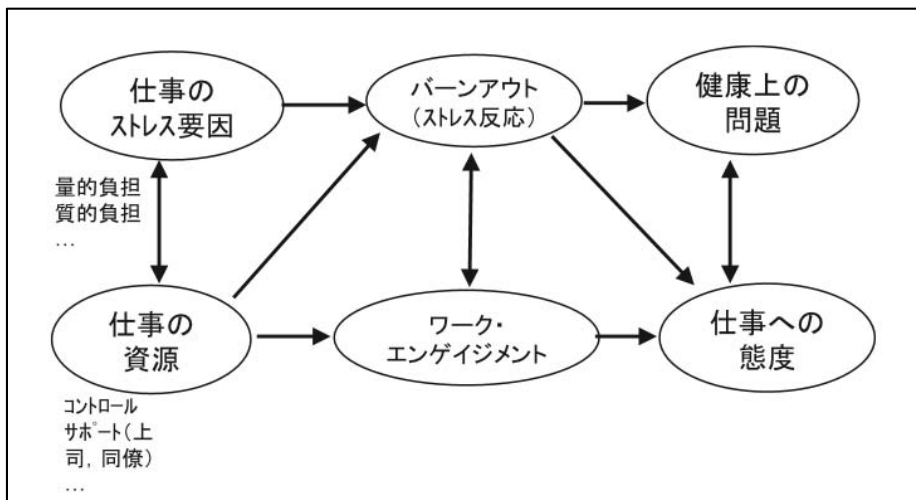 仕事の
ストレス要因
バーンアウト
（ストレス反応）
健康上の
問題
量的負担
質的負担
…
仕事の
資源
ワーク・
エンゲイジメント
仕事への
態度
コントロール
サポート（上
司，同僚）
…